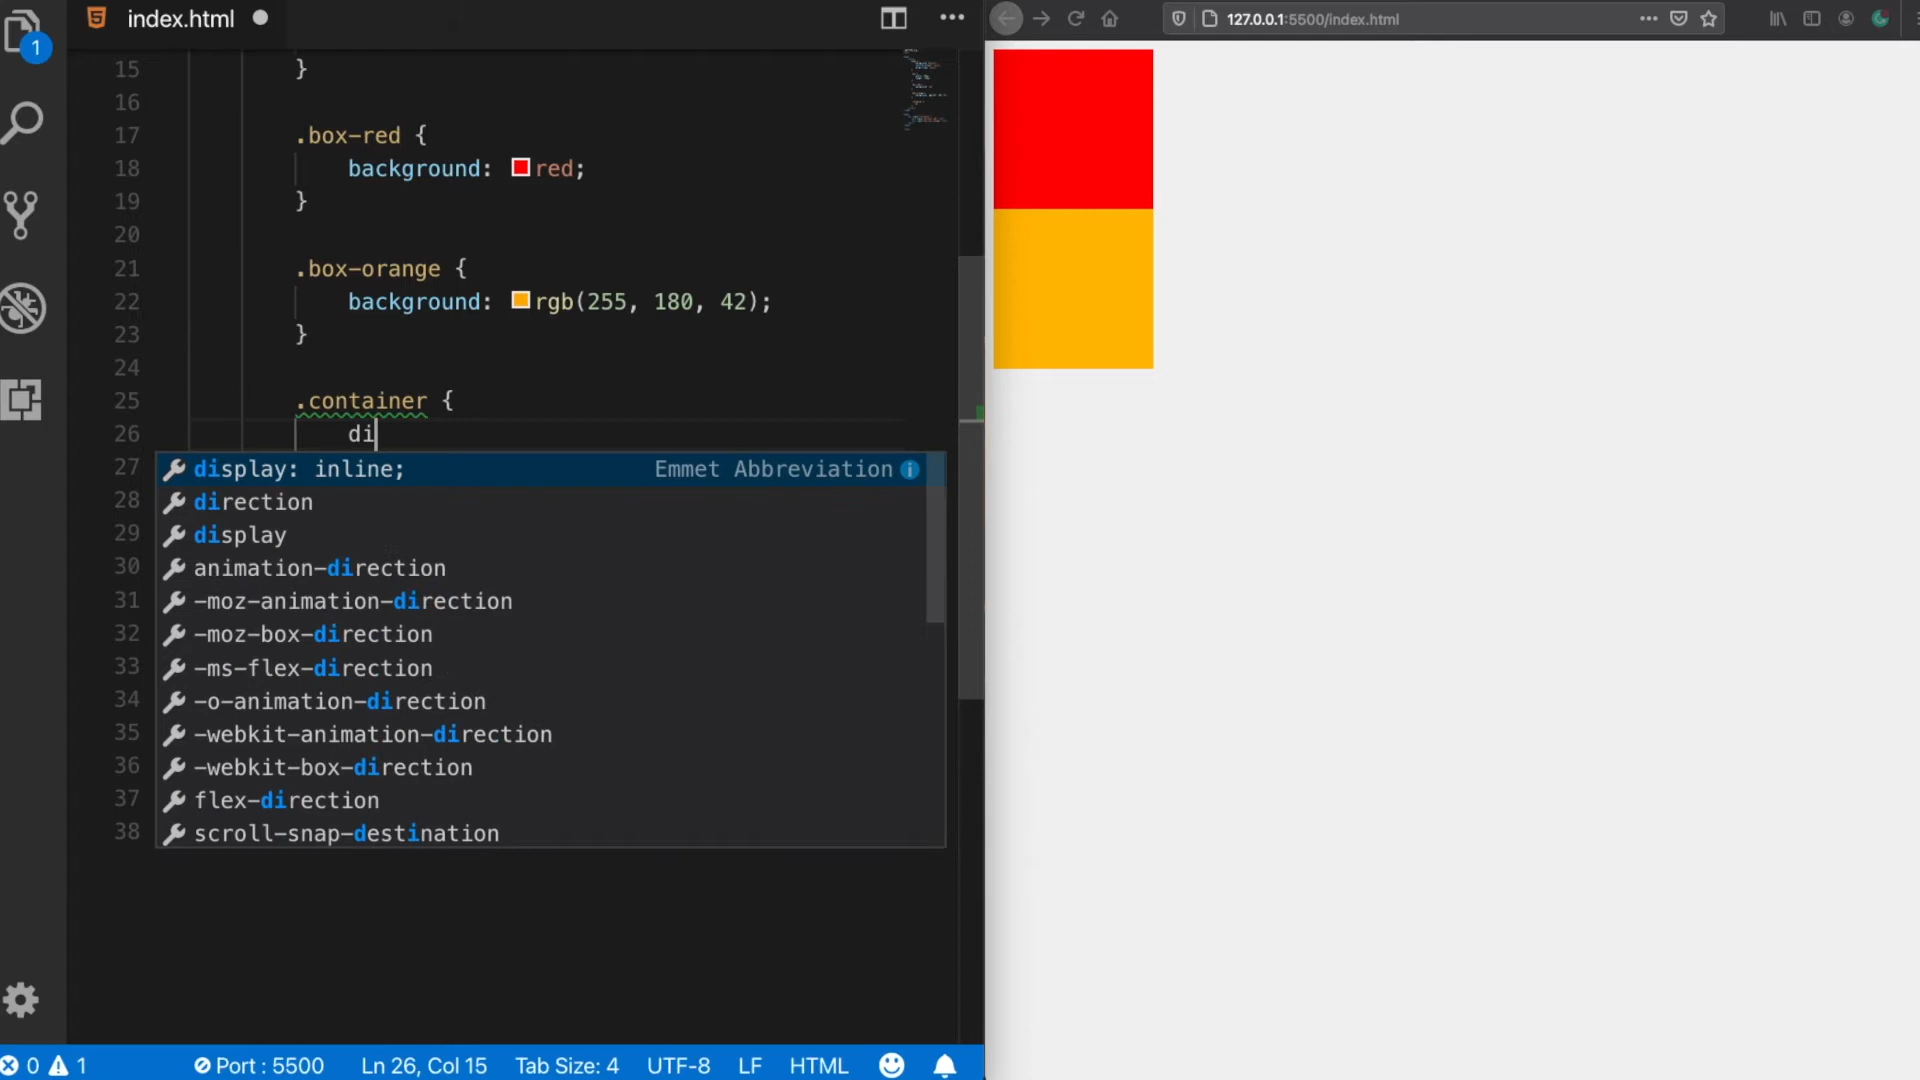 1
index.html
15 }
16
17 .box-red {
18 background: red;
19 }
20
21 .box-orange {
22 background: rgb(255, 180, 42);
23 }
24
25 .container {
26 di
27
28
29
30
31
32
33
34
35
36
37
38
display: inline; Emmet Abbreviation
direction
display
animation-direction
-moz-animation-direction
-moz-box-direction
-ms-flex-direction
-o-animation-direction
-webkit-animation-direction
-webkit-box-direction
flex-direction
scroll-snap-destination
0 1 Port : 5500 Ln 26, Col 15 Tab Size: 4 UTF-8 LF HTML
127.0.0.1:5500/index.html